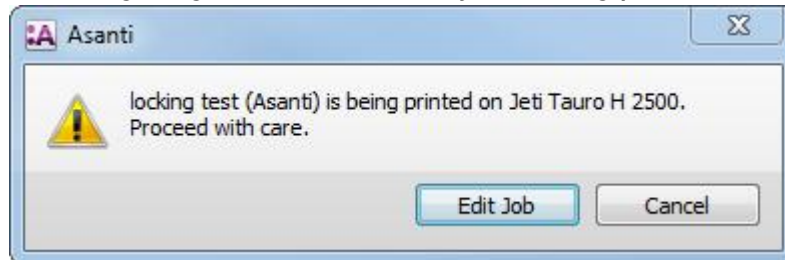 :A Asanti
locking test (Asanti) is being printed on Jeti Tauro H 2500.
Proceed with care.
Edit Job
Cancel